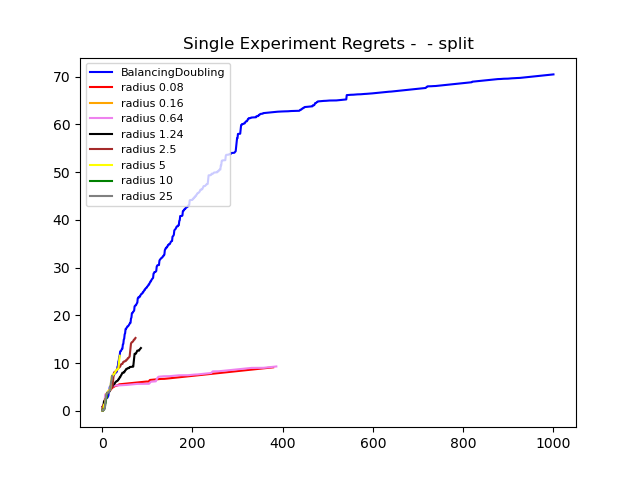 Single Experiment Regrets -  - split
BalancingDoubling
radius 0.08
radius 0.16
radius 0.64
radius 1.24
radius 2.5
radius 5
radius 10
radius 25
70
60
50
40
30
20
10
0
0 200 400 600 800 1000